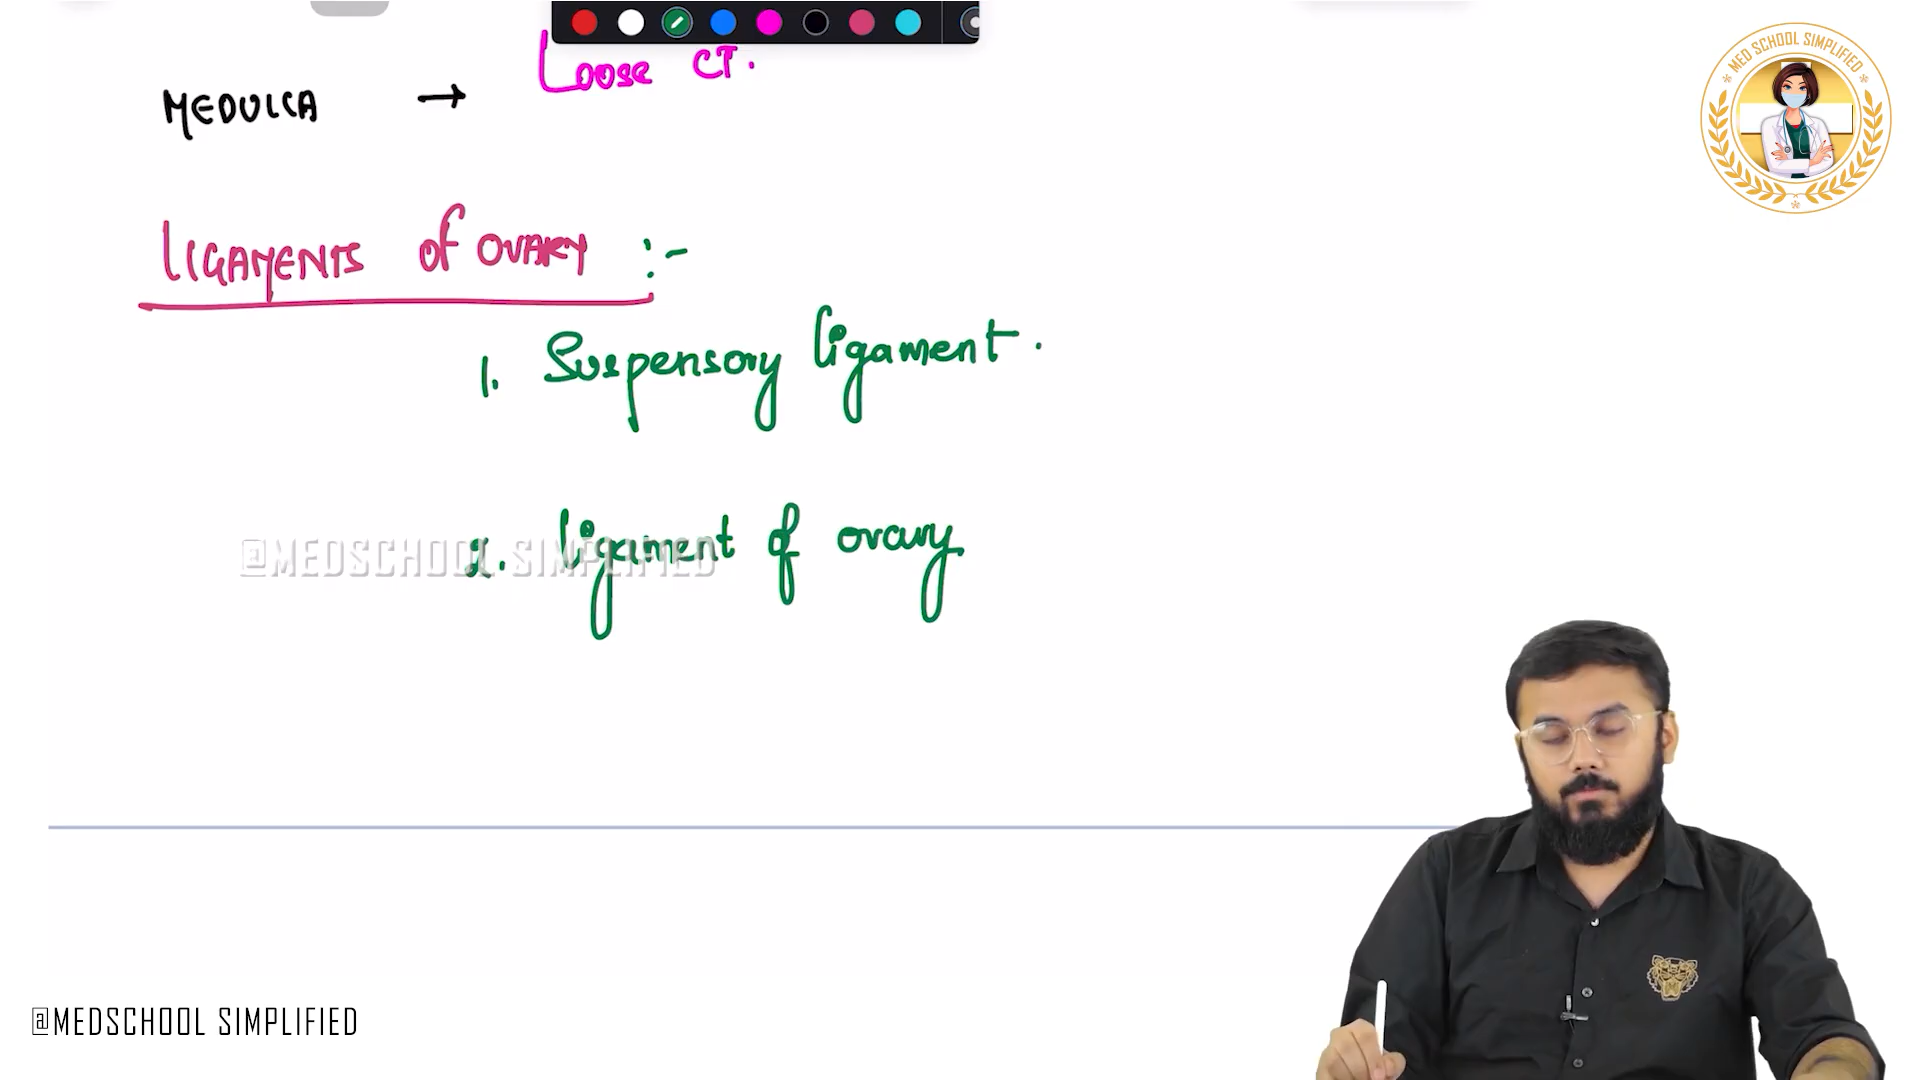 Loose CT.
MEDULLA →
MED SCHOOL SIMPLIFIED
LIGAMENTS of OVARY :-
1. Suspensory ligament.
2. ligament of ovary
@MEDSCHOOL SIMPLIFIED
@MEDSCHOOL SIMPLIFIED